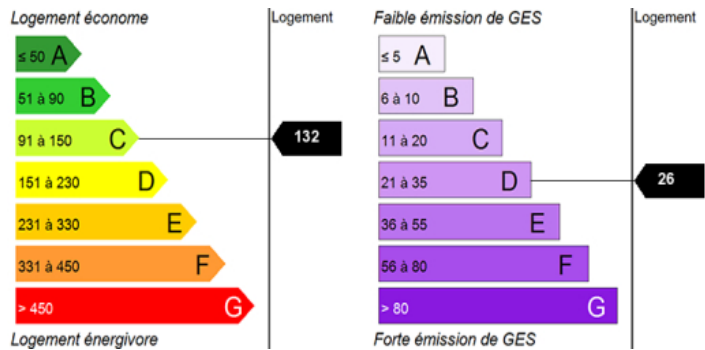 Logement économe
Logement
≤ 50 A
51 à 90 B
91 à 150 C
132
151 à 230 D
231 à 330 E
331 à 450 F
> 450 G
Logement énergivore
Faible émission de GES
Logement
≤ 5 A
6 à 10 B
11 à 20 C
21 à 35 D
26
36 à 55 E
56 à 80 F
> 80 G
Forte émission de GES